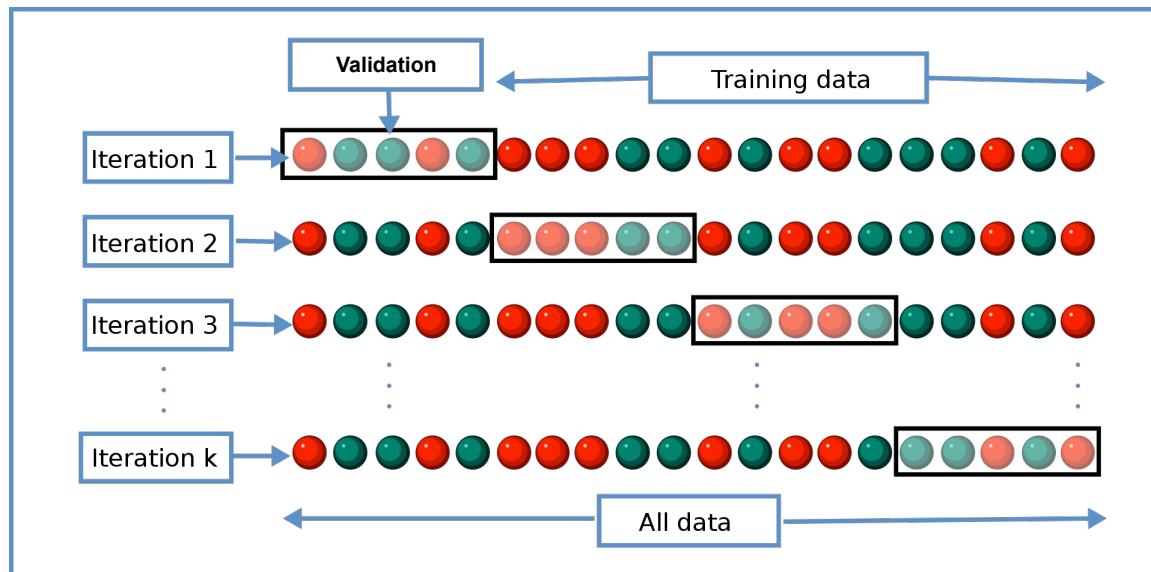 Validation
Training data
Iteration 1
Iteration 2
Iteration 3
Iteration k
All data